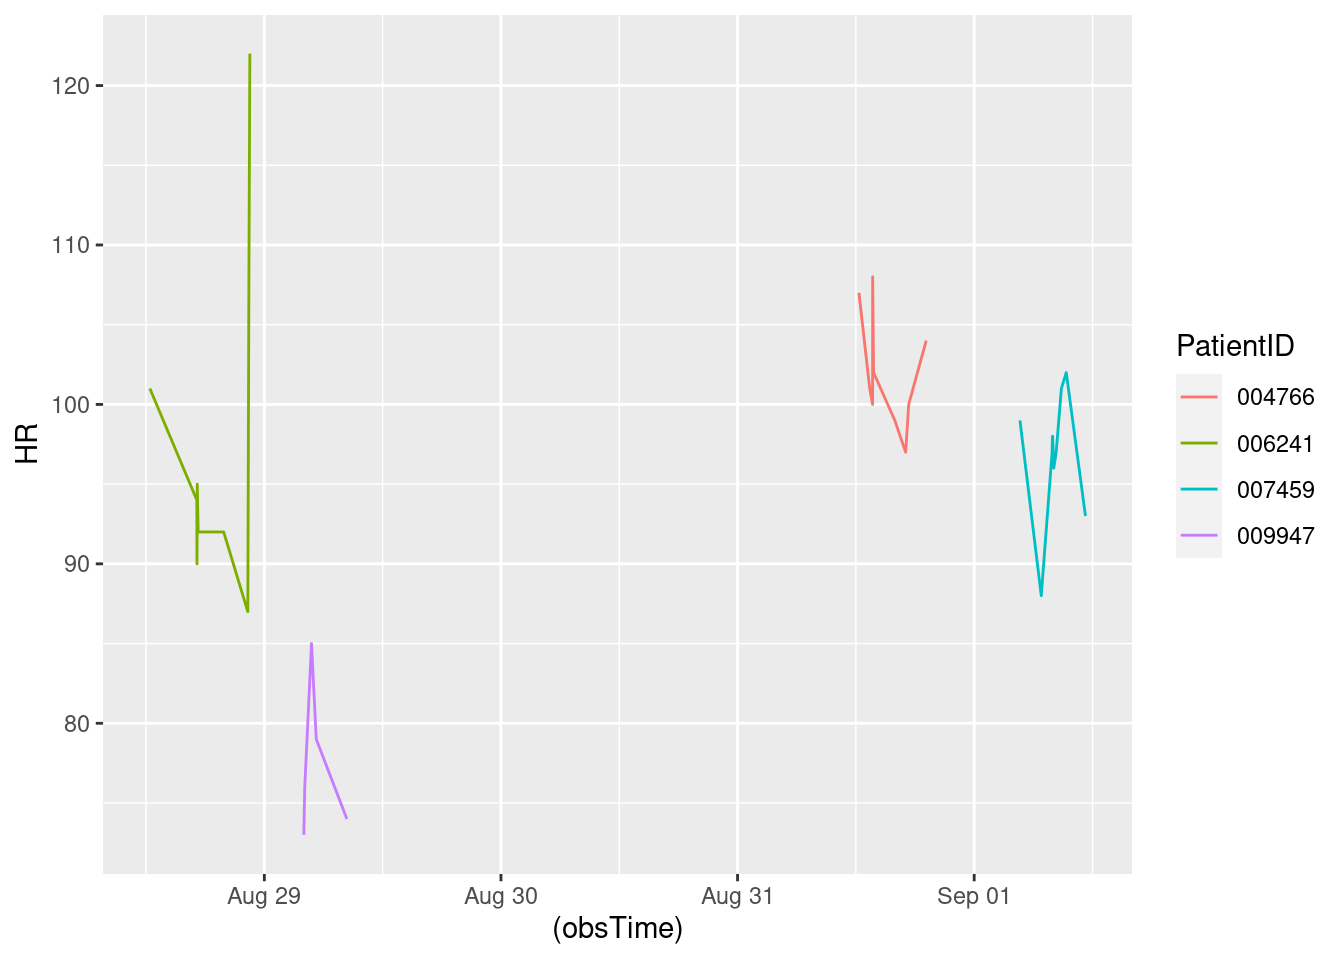 120
110
100
90
80
HR
Aug 29
Aug 30
Aug 31
Sep 01
(obsTime)
PatientID
004766
006241
007459
009947